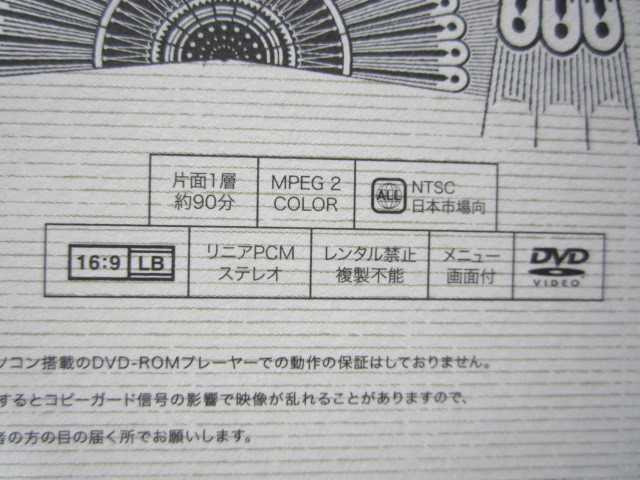 片面1層
約90分
MPEG 2
COLOR
ALL
NTSC
日本市場向
16:9 LB
リニアPCM
ステレオ
レンタル禁止
複製不能
メニュー
画面付
DVD
VIDEO
ソコン搭載のDVD-ROMプレーヤーでの動作の保証はしておりません。
するとコピーガード信号の影響で映像が乱れることがありますので、
者の方の目の届く所でお願いします。